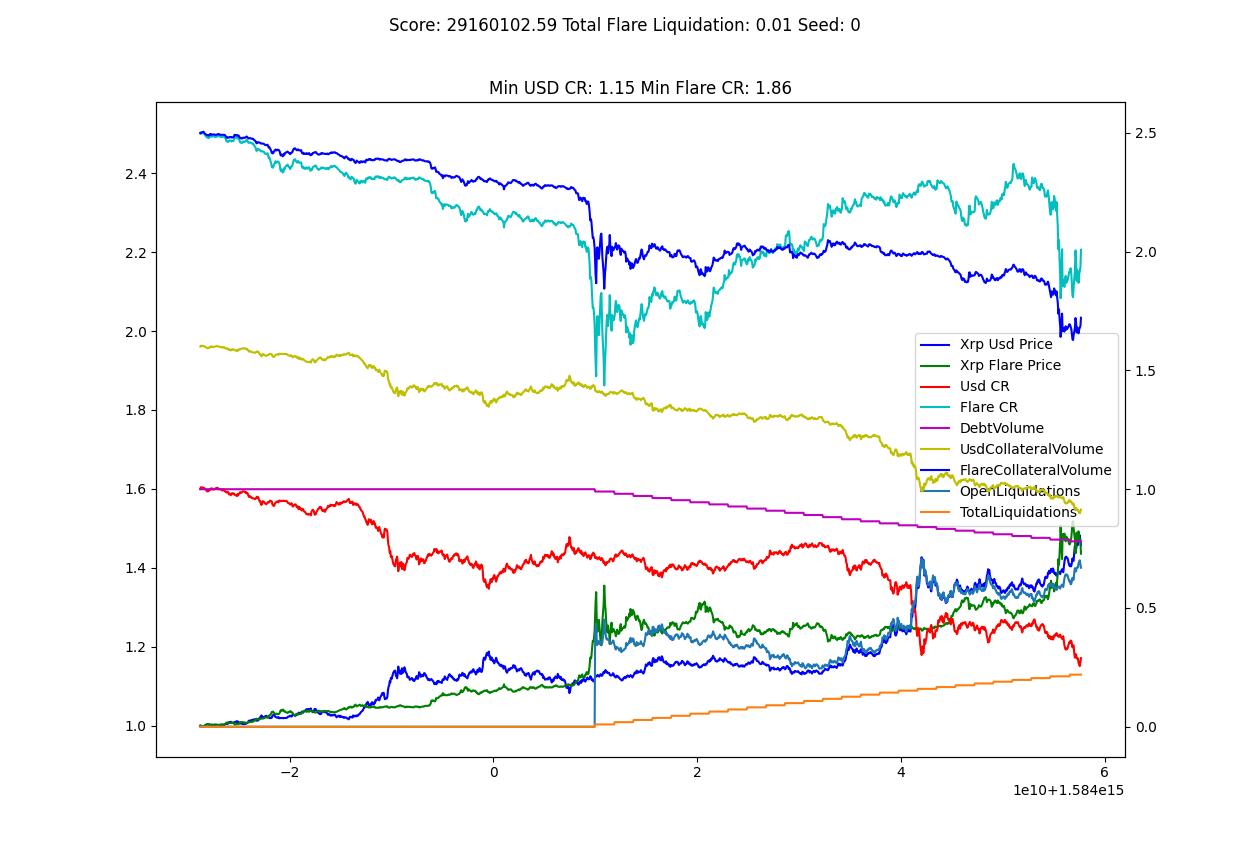 Score: 29160102.59 Total Flare Liquidation: 0.01 Seed: 0
Min USD CR: 1.15 Min Flare CR: 1.86
2.4
2.2
2.0
1.8
1.6
1.4
1.2
1.0
2.5
2.0
1.5
1.0
0.5
0.0
Xrp Usd Price
Xrp Flare Price
Usd CR
Flare CR
DebtVolume
UsdCollateralVolume
FlareCollateralVolume
OpenLiquidations
TotalLiquidations
−2
0
2
4
6
1e10+1.584e15